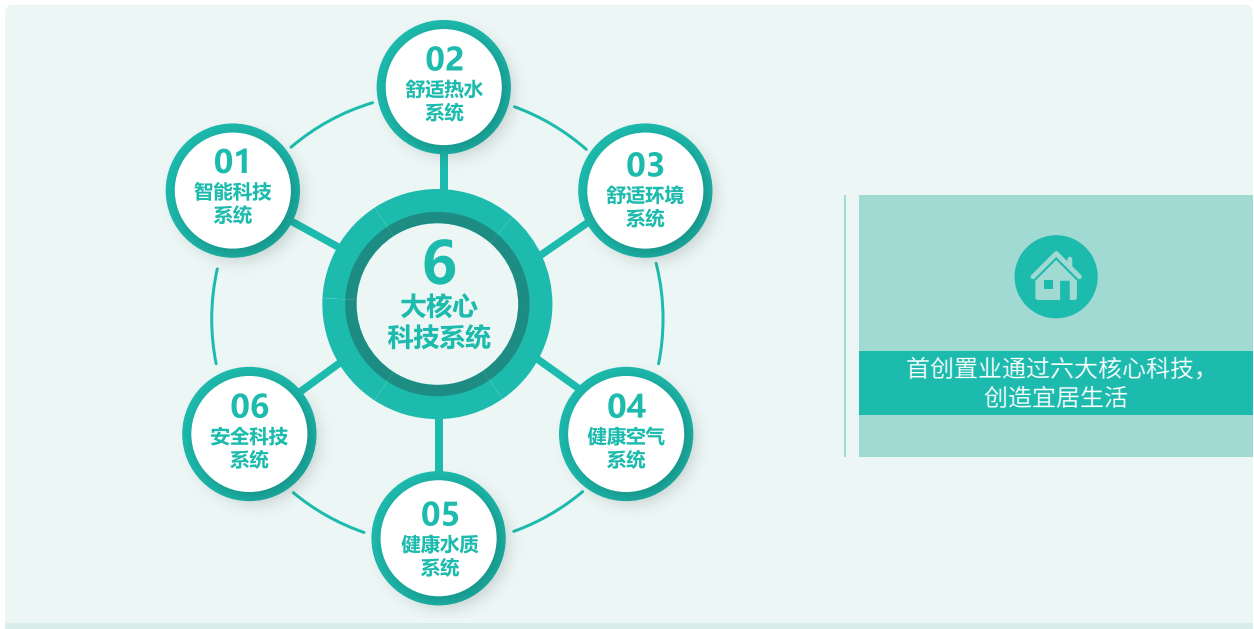 01
智能科技
系统
02
舒适热水
系统
03
舒适环境
系统
6
大核心
科技系统
04
健康空气
系统
05
健康水质
系统
06
安全科技
系统
首创置业通过六大核心科技，
创造宜居生活